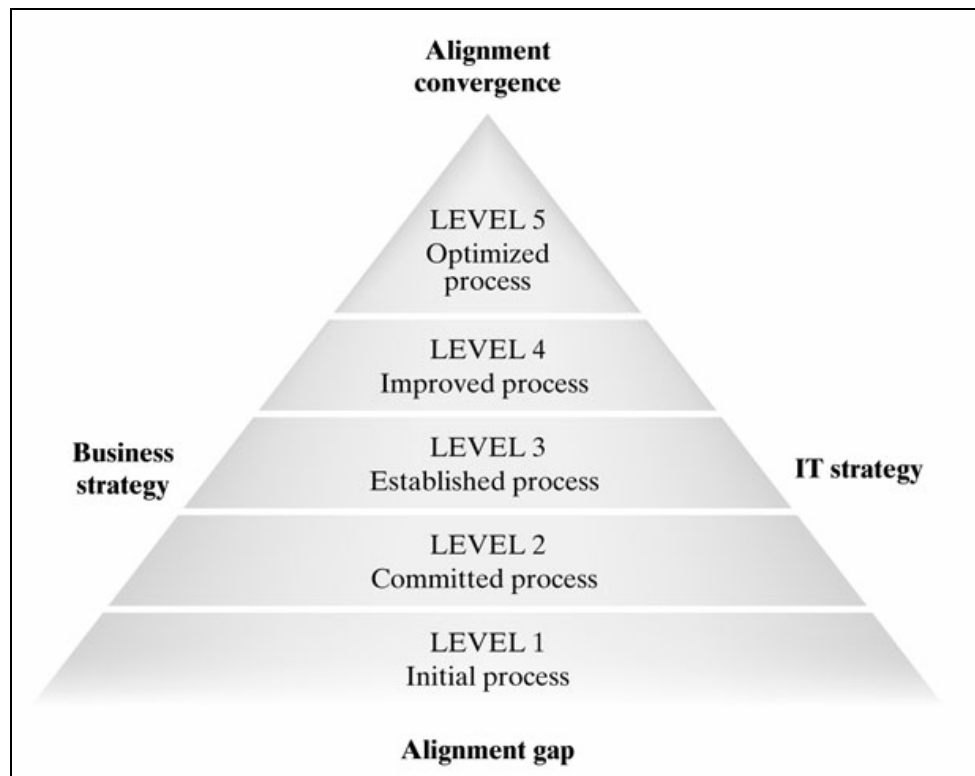 Alignment
convergence
LEVEL 5
Optimized
process
LEVEL 4
Improved process
Business
strategy
LEVEL 3
Established process
IT strategy
LEVEL 2
Committed process
LEVEL 1
Initial process
Alignment gap